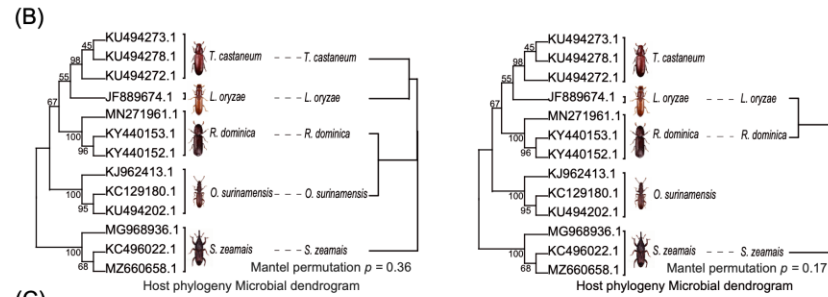 (B)
KU494273.1
45
KU494278.1
98
T. castaneum
T. castaneum
KU494272.1
55
JF889674.1
L. oryzae
L. oryzae
67
MN271961.1
KY440153.1
R. dominica
R. dominica
100
96
KY440152.1
KJ962413.1
KC129180.1
O. surinamensis
O. surinamensis
100
95
KU494202.1
MG968936.1
KC496022.1
S. zeamais
S. zeamais
100
68
MZ660658.1
Mantel permutation p = 0.36
Host phylogeny Microbial dendrogram
KU494273.1
45
KU494278.1
98
T. castaneum
KU494272.1
55
JF889674.1
L. oryzae
L. oryzae
67
MN271961.1
KY440153.1
R. dominica
R. dominica
100
96
KY440152.1
KJ962413.1
KC129180.1
O. surinamensis
100
95
KU494202.1
MG968936.1
KC496022.1
S. zeamais
S. zeamais
100
68
MZ660658.1
Mantel permutation p = 0.17
Host phylogeny Microbial dendrogram